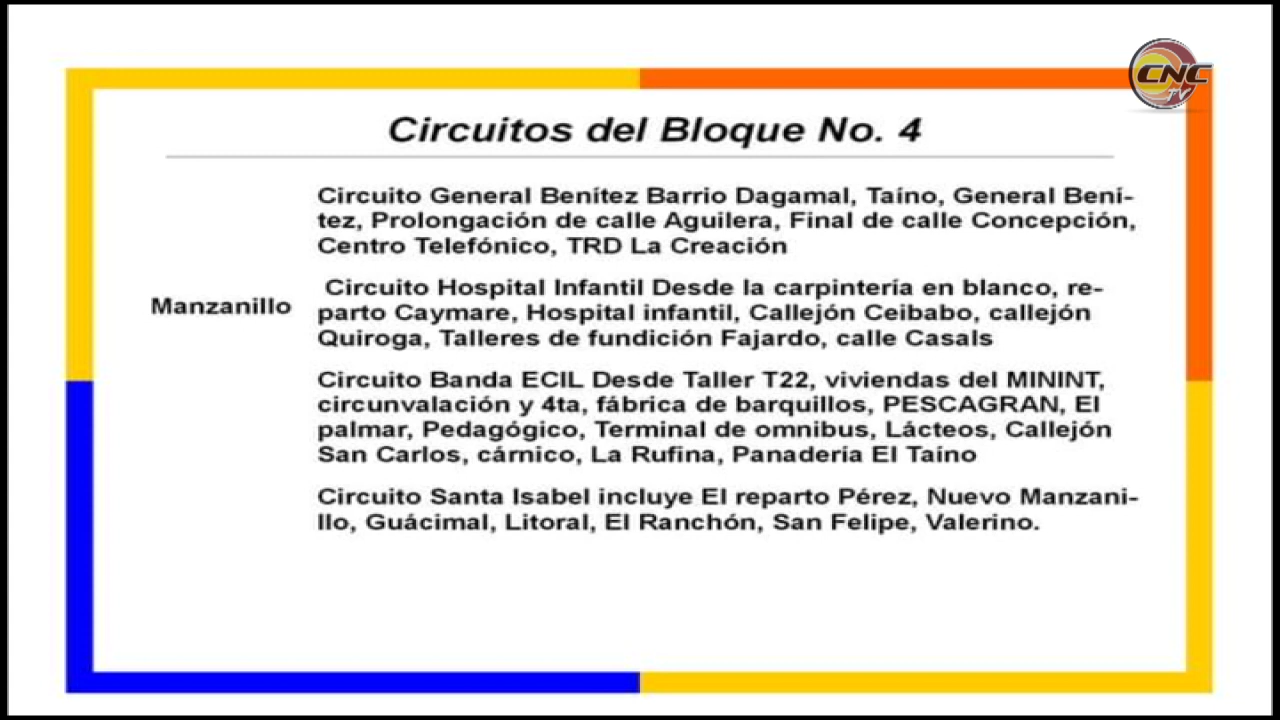 CNC
TV
Circuitos del Bloque No. 4
Circuito General Benítez Barrio Dagamal, Taíno, General Bení-
tez, Prolongación de calle Aguilera, Final de calle Concepción,
Centro Telefónico, TRD La Creación
Manzanillo
Circuito Hospital Infantil Desde la carpintería en blanco, re-
parto Caymare, Hospital infantil, Callejón Ceibabo, callejón
Quiroga, Talleres de fundición Fajardo, calle Casals
Circuito Banda ECIL Desde Taller T22, viviendas del MININT,
circunvalación y 4ta, fábrica de barquillos, PESCAGRAN, El
palmar, Pedagógico, Terminal de omnibus, Lácteos, Callejón
San Carlos, cárnico, La Rufina, Panadería El Taíno
Circuito Santa Isabel incluye El reparto Pérez, Nuevo Manzani-
llo, Guácimal, Litoral, El Ranchón, San Felipe, Valerino.